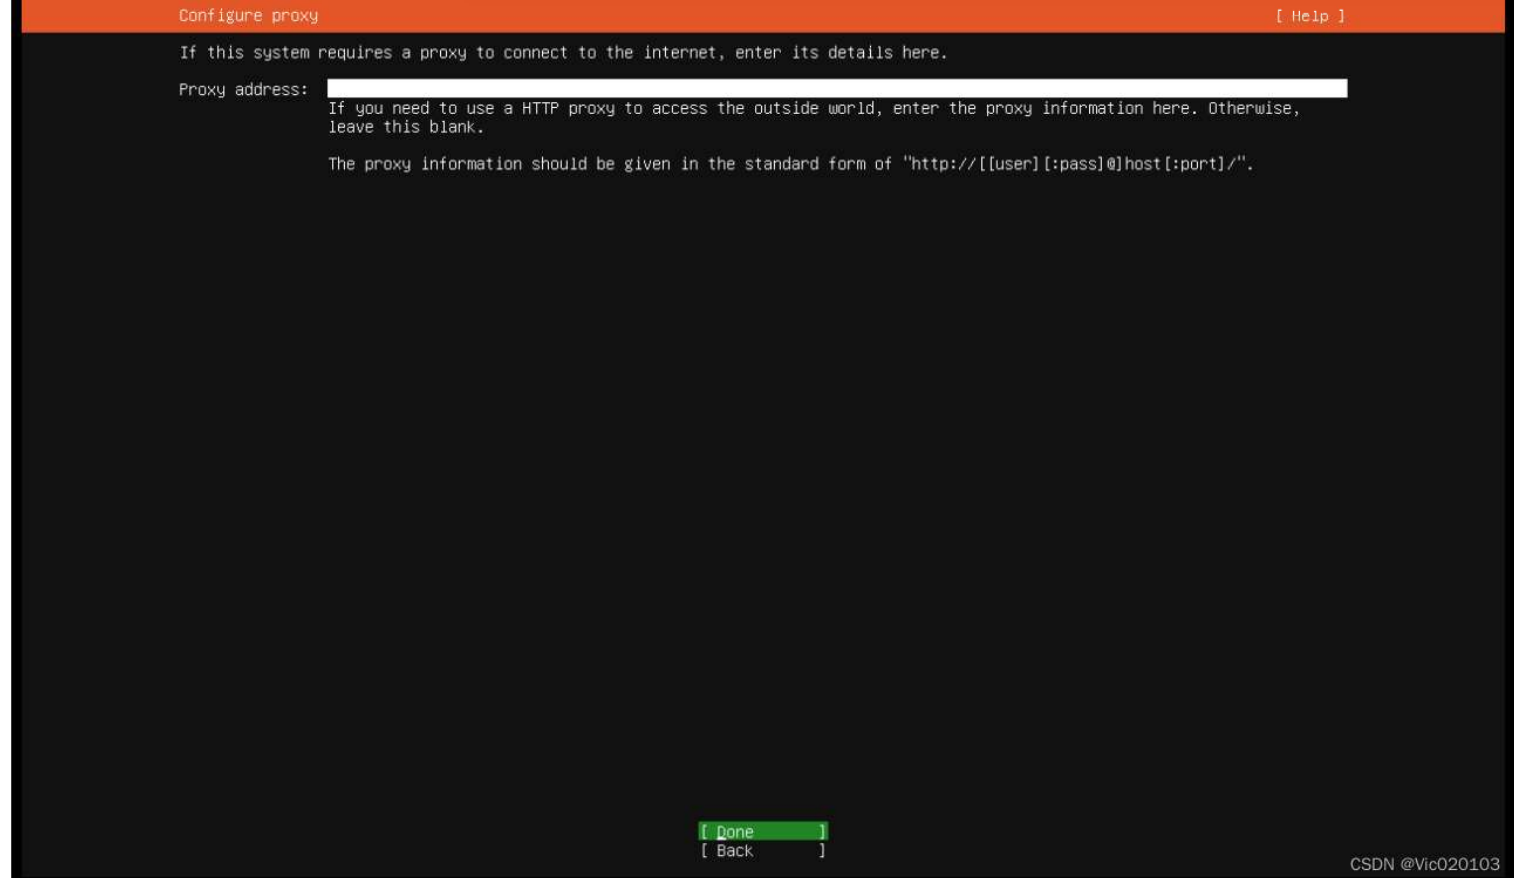 Configure proxy [ Help ]
If this system requires a proxy to connect to the internet, enter its details here.
Proxy address:
If you need to use a HTTP proxy to access the outside world, enter the proxy information here. Otherwise,
leave this blank.
The proxy information should be given in the standard form of "http://[[user][:pass]@]host[:port]/".
[ Done ]
[ Back ]
CSDN @Vic020103